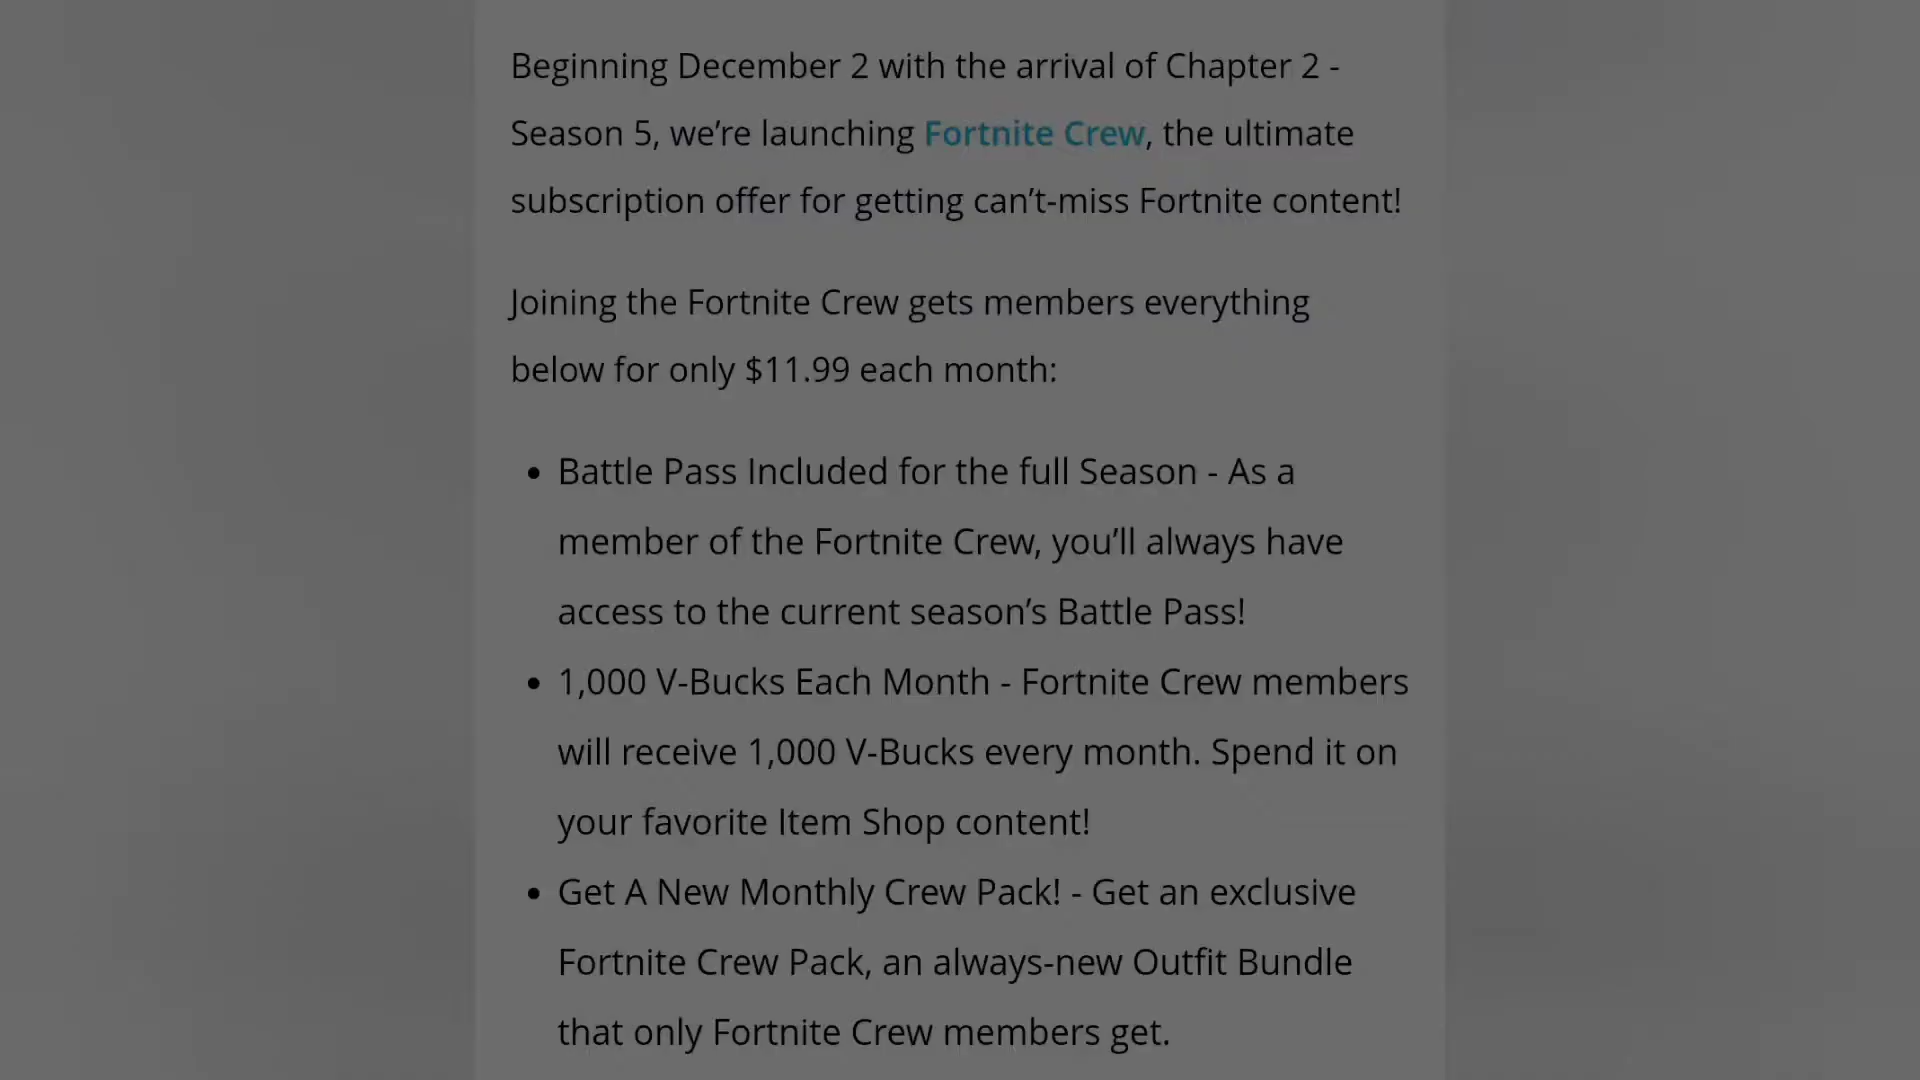 Beginning December 2 with the arrival of Chapter 2 -
Season 5, we’re launching Fortnite Crew, the ultimate
subscription offer for getting can’t-miss Fortnite content!
Joining the Fortnite Crew gets members everything
below for only $11.99 each month:
• Battle Pass Included for the full Season - As a
member of the Fortnite Crew, you’ll always have
access to the current season’s Battle Pass!
• 1,000 V-Bucks Each Month - Fortnite Crew members
will receive 1,000 V-Bucks every month. Spend it on
your favorite Item Shop content!
• Get A New Monthly Crew Pack! - Get an exclusive
Fortnite Crew Pack, an always-new Outfit Bundle
that only Fortnite Crew members get.